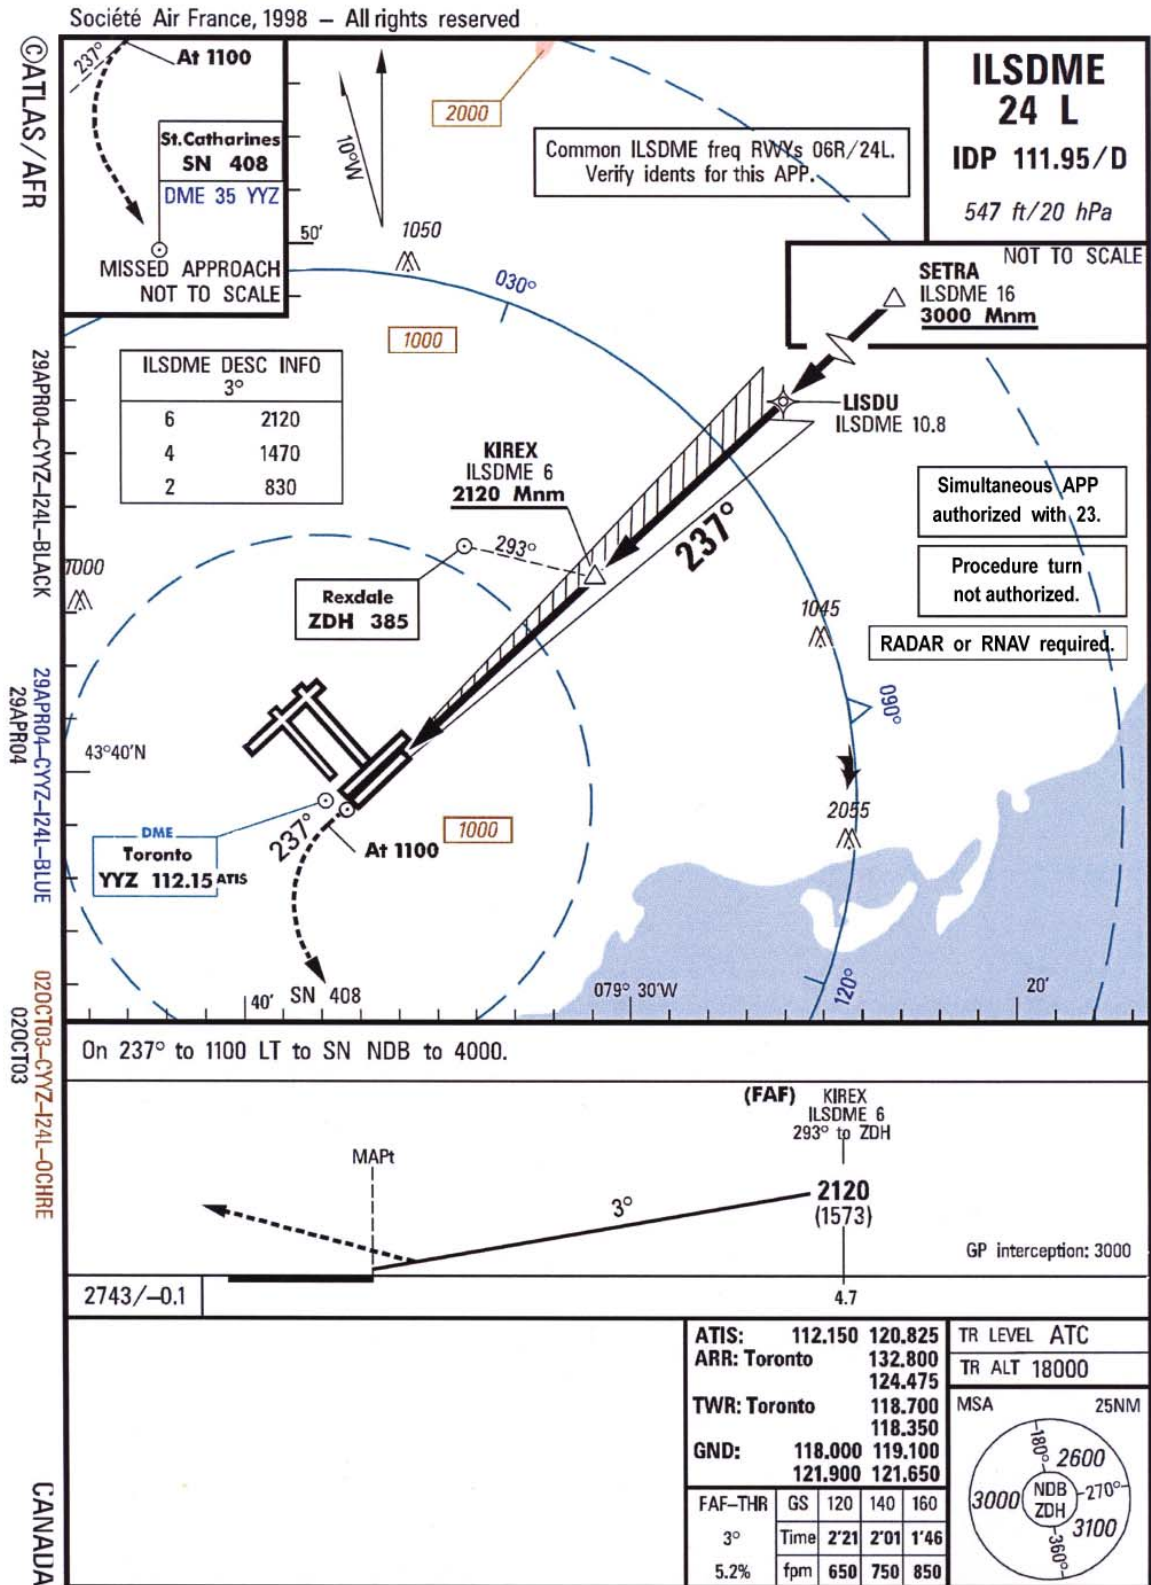 Société Air France, 1998 – All rights reserved
©ATLAS/AFR
29APR04–CYYZ–I24L–BLACK
29APR04–CYYZ–I24L–BLUE
29APR04
02OCT03–CYYZ–I24L–OCHRE
02OCT03
CANADA
237°
At 1100
St.Catharines
SN 408
DME 35 YYZ
MISSED APPROACH
NOT TO SCALE
10°W
2000
Common ILSDME freq RWYs 06R/24L.
Verify idents for this APP.
ILSDME
24 L
IDP 111.95/D
547 ft/20 hPa
50'
1050
030°
NOT TO SCALE
SETRA
ILSDME 16
3000 Mnm
1000
ILSDME DESC INFO
3°
6 2120
4 1470
2 830
LISDU
ILSDME 10.8
KIREX
ILSDME 6
2120 Mnm
237°
Simultaneous APP
authorized with 23.
293°
1000
Procedure turn
not authorized.
Rexdale
ZDH 385
1045
RADAR or RNAV required.
090°
43°40'N
2055
DME
Toronto
YYZ 112.15 ATIS
237°
At 1100
1000
120°
SN 408
40'
079° 30'W
20'
On 237° to 1100 LT to SN NDB to 4000.
(FAF) KIREX
ILSDME 6
293° to ZDH
MAPt
3°
2120
(1573)
GP interception: 3000
2743/–0.1
4.7
ATIS: 112.150 120.825
ARR: Toronto 132.800
124.475
TWR: Toronto 118.700
118.350
GND: 118.000 119.100
121.900 121.650
FAF–THR GS 120 140 160
3° Time 2'21 2'01 1'46
5.2% fpm 650 750 850
TR LEVEL ATC
TR ALT 18000
MSA 25NM
180°
2600
3000
NDB
ZDH
270°
3100
360°